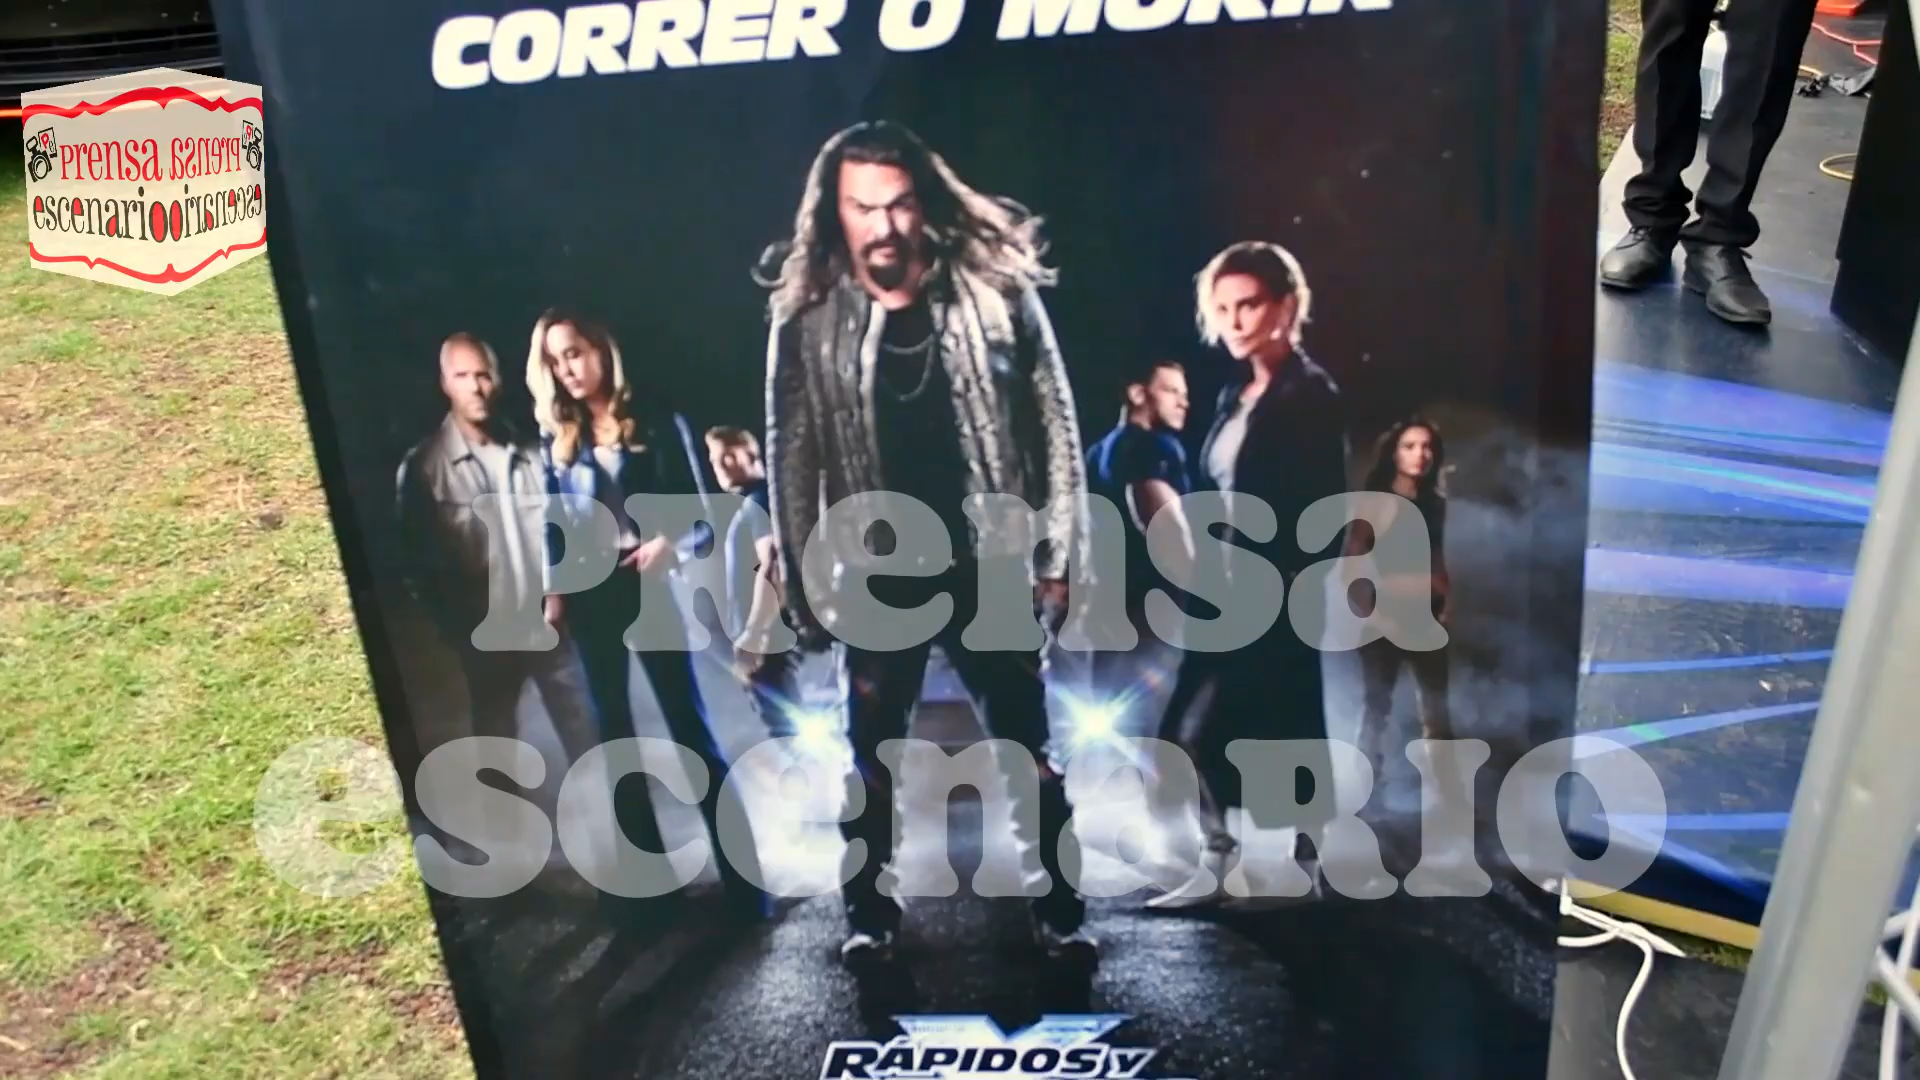 CORRER O MORIR
prensa prensa
escenario escenario
Prensa
escenario
RÁPIDOS Y